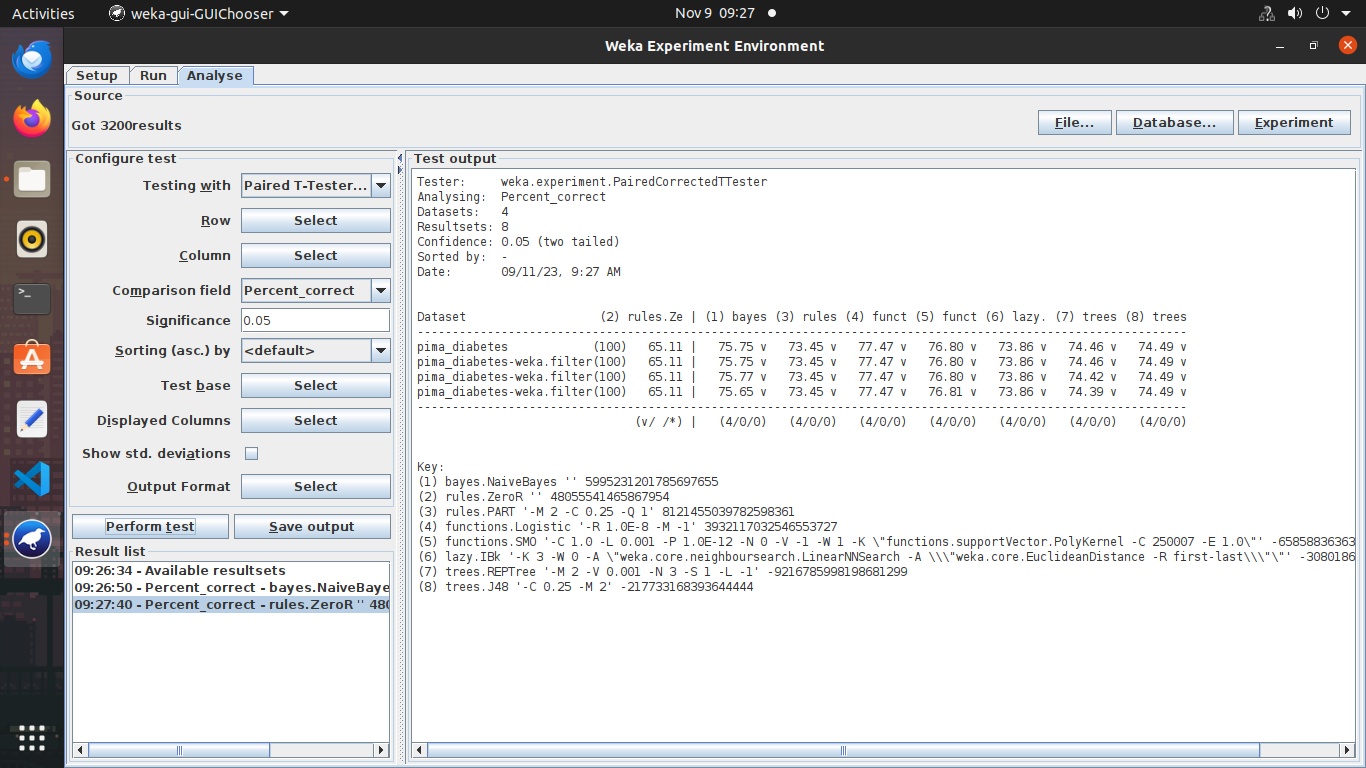 Activities weka-gui-GUIChooser Nov 9 09:27
Weka Experiment Environment
Setup Run Analyse
Source
Got 3200results File... Database... Experiment
Configure test
Testing with Paired T-Tester...
Row Select
Column Select
Comparison field Percent_correct
Significance 0.05
Sorting (asc.) by <default>
Test base Select
Displayed Columns Select
Show std. deviations
Output Format Select
Perform test Save output
Result list
09:26:34 - Available resultsets
09:26:50 - Percent_correct - bayes.NaiveBaye
09:27:40 - Percent_correct - rules.ZeroR '' 480
Test output
Tester: weka.experiment.PairedCorrectedTTester
Analysing: Percent_correct
Datasets: 4
Resultsets: 8
Confidence: 0.05 (two tailed)
Sorted by: -
Date: 09/11/23, 9:27 AM
Dataset (2) rules.Ze | (1) bayes (3) rules (4) funct (5) funct (6) lazy. (7) trees (8) trees
--------------------------------------------------------------------------------------------------------------
pima_diabetes (100) 65.11 | 75.75 v 73.45 v 77.47 v 76.80 v 73.86 v 74.46 v 74.49 v
pima_diabetes-weka.filter(100) 65.11 | 75.75 v 73.45 v 77.47 v 76.80 v 73.86 v 74.46 v 74.49 v
pima_diabetes-weka.filter(100) 65.11 | 75.77 v 73.45 v 77.47 v 76.80 v 73.86 v 74.42 v 74.49 v
pima_diabetes-weka.filter(100) 65.11 | 75.65 v 73.45 v 77.47 v 76.81 v 73.86 v 74.39 v 74.49 v
--------------------------------------------------------------------------------------------------------------
(v/ /*) | (4/0/0) (4/0/0) (4/0/0) (4/0/0) (4/0/0) (4/0/0) (4/0/0)
Key:
(1) bayes.NaiveBayes '' 5995231201785697655
(2) rules.ZeroR '' 48055541465867954
(3) rules.PART '-M 2 -C 0.25 -Q 1' 8121455039782598361
(4) functions.Logistic '-R 1.0E-8 -M -1' 3932117032546553727
(5) functions.SMO '-C 1.0 -L 0.001 -P 1.0E-12 -N 0 -V -1 -W 1 -K \"functions.supportVector.PolyKernel -C 250007 -E 1.0\"' -65858836363
(6) lazy.IBk '-K 3 -W 0 -A \"weka.core.neighboursearch.LinearNNSearch -A \\\"weka.core.EuclideanDistance -R first-last\\\"\"' -3080186
(7) trees.REPTree '-M 2 -V 0.001 -N 3 -S 1 -L -1' -9216785998198681299
(8) trees.J48 '-C 0.25 -M 2' -217733168393644444